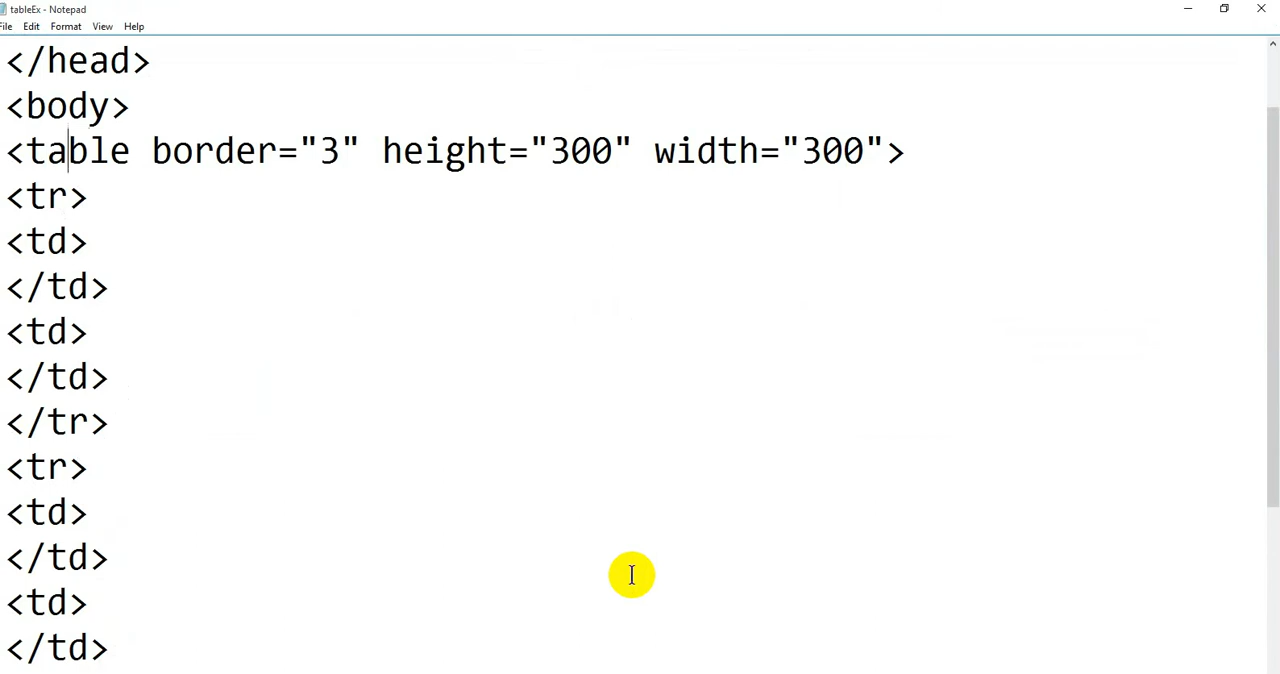 tableEx - Notepad
File Edit Format View Help
</head>
<body>
<table border="3" height="300" width="300">
<tr>
<td>
</td>
<td>
</td>
</tr>
<tr>
<td>
</td>
<td>
</td>